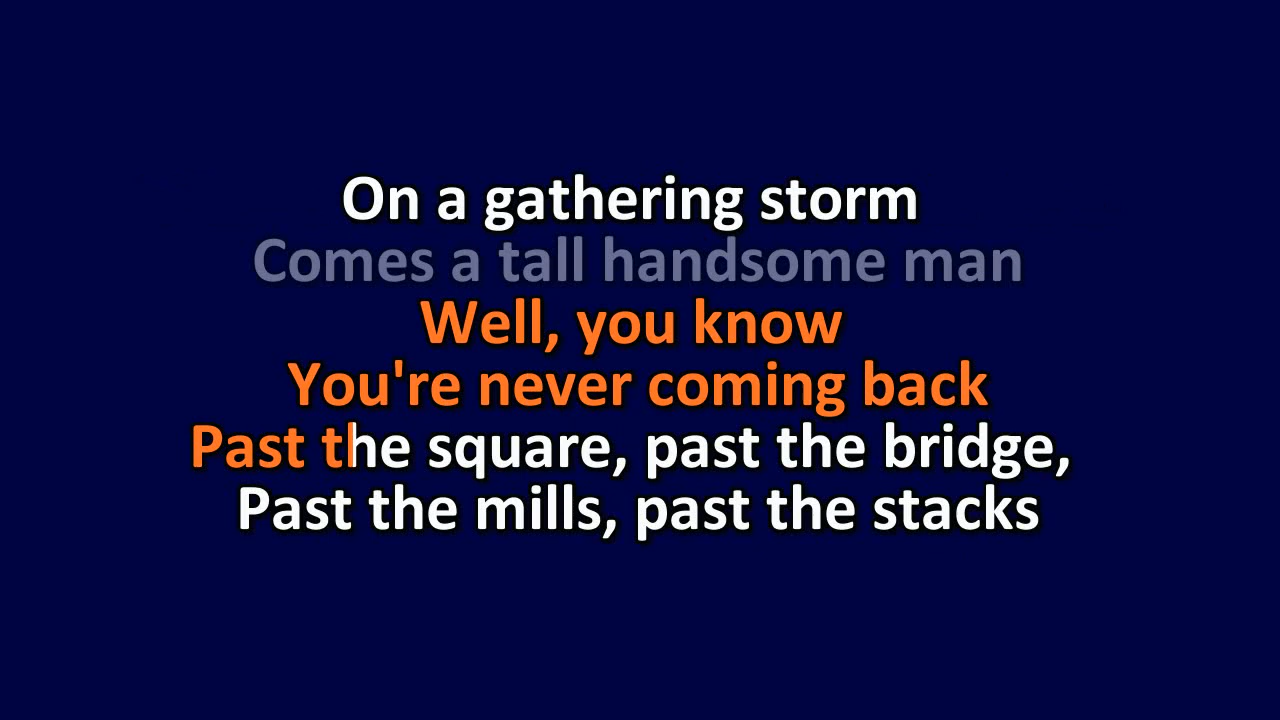 On a gathering storm
Comes a tall handsome man
Well, you know
You're never coming back
Past the square, past the bridge,
Past the mills, past the stacks